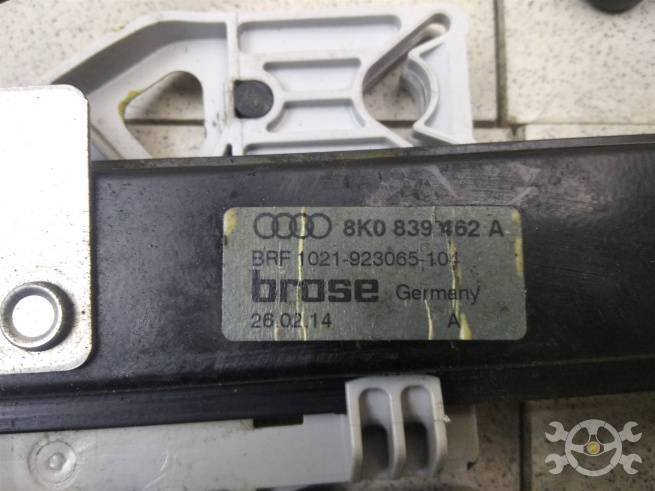 8K0 839 462 A
BRF 1021-923065-104
brose Germany
26.02.14 A